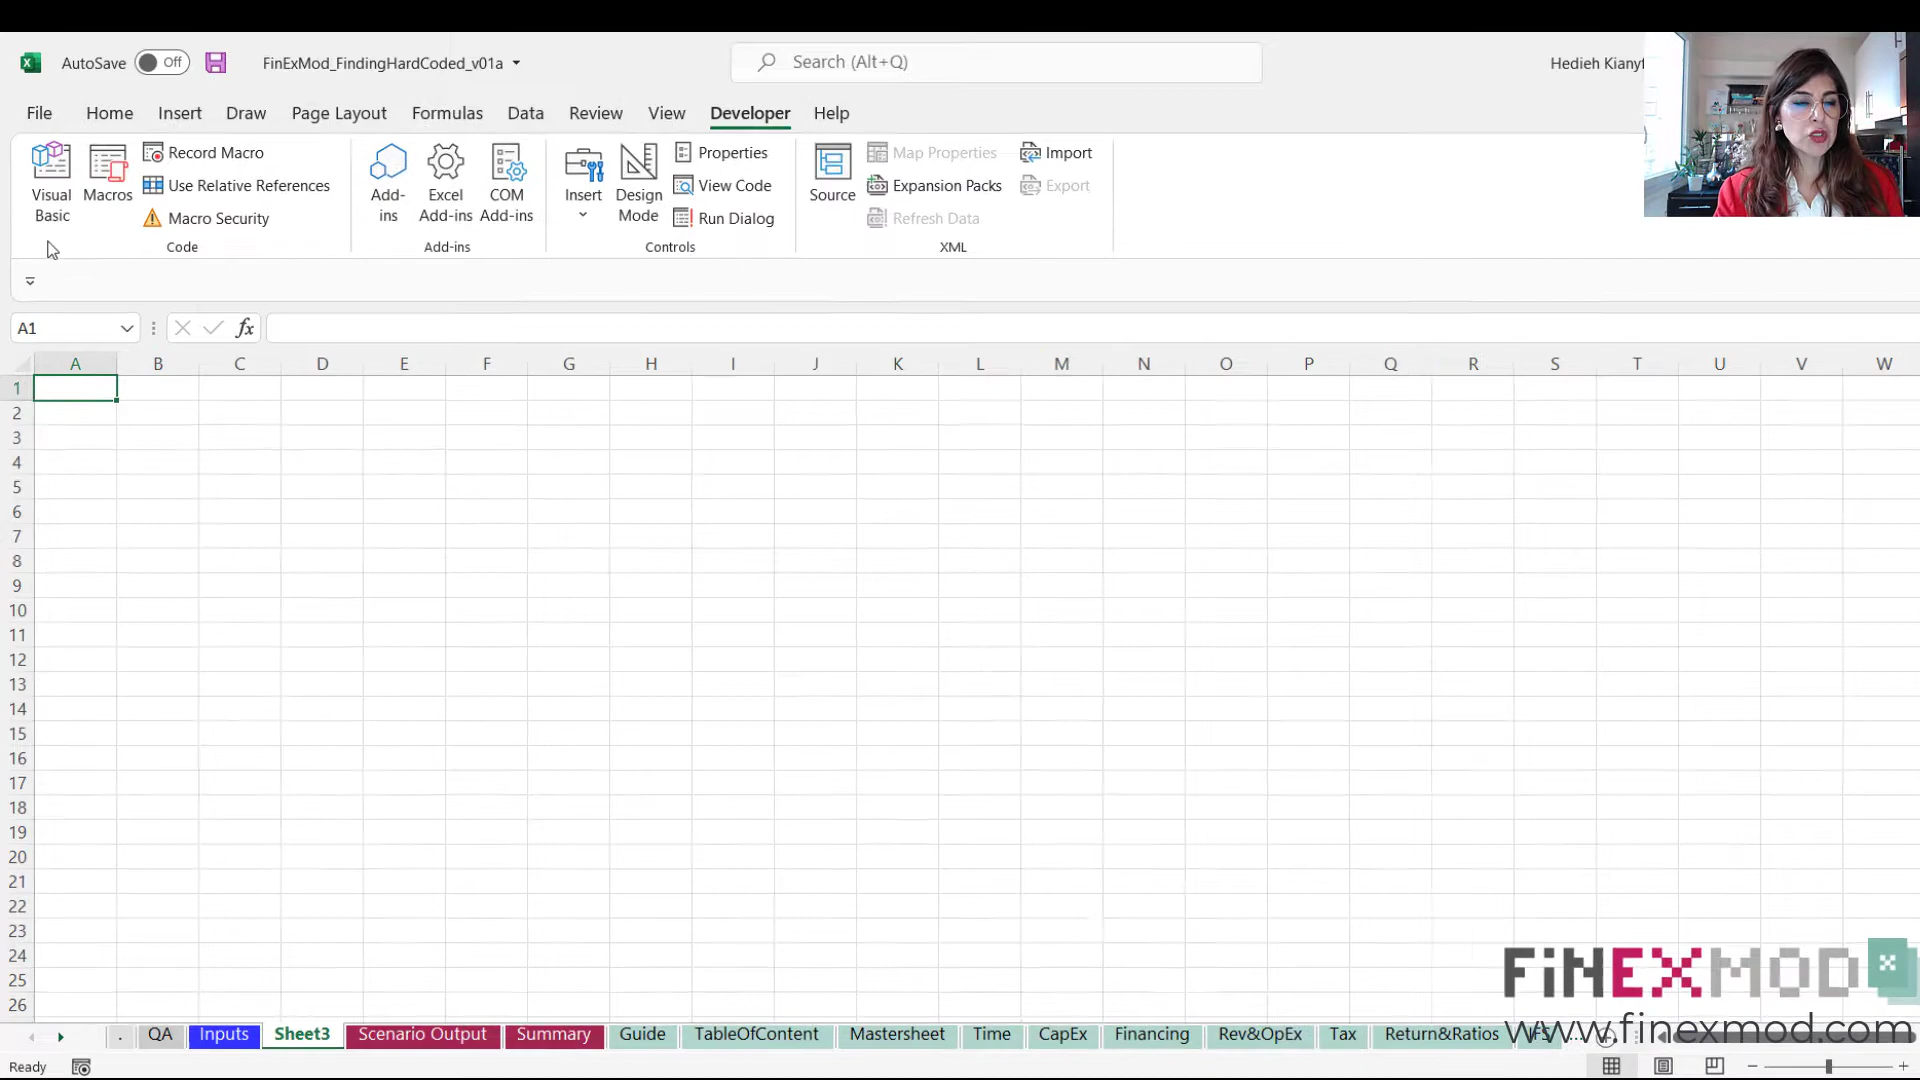 AutoSave Off FinExMod_FindingHardCoded_v01a Search (Alt+Q) Hedieh Kianyf
File Home Insert Draw Page Layout Formulas Data Review View Developer Help
Visual Basic
Macros
Record Macro
Use Relative References
Macro Security
Code
Add-ins
Excel Add-ins
COM Add-ins
Add-ins
Insert
Design Mode
Properties
View Code
Run Dialog
Controls
Source
Map Properties
Expansion Packs
Refresh Data
Import
Export
XML
A1 fx
A B C D E F G H I J K L M N O P Q R S T U V W
1
2
3
4
5
6
7
8
9
10
11
12
13
14
15
16
17
18
19
20
21
22
23
24
25
26
FiNEXMOD
www.finexmod.com
. QA Inputs Sheet3 Scenario Output Summary Guide TableOfContent Mastersheet Time CapEx Financing Rev&OpEx Tax Return&Ratios FS ...
Ready